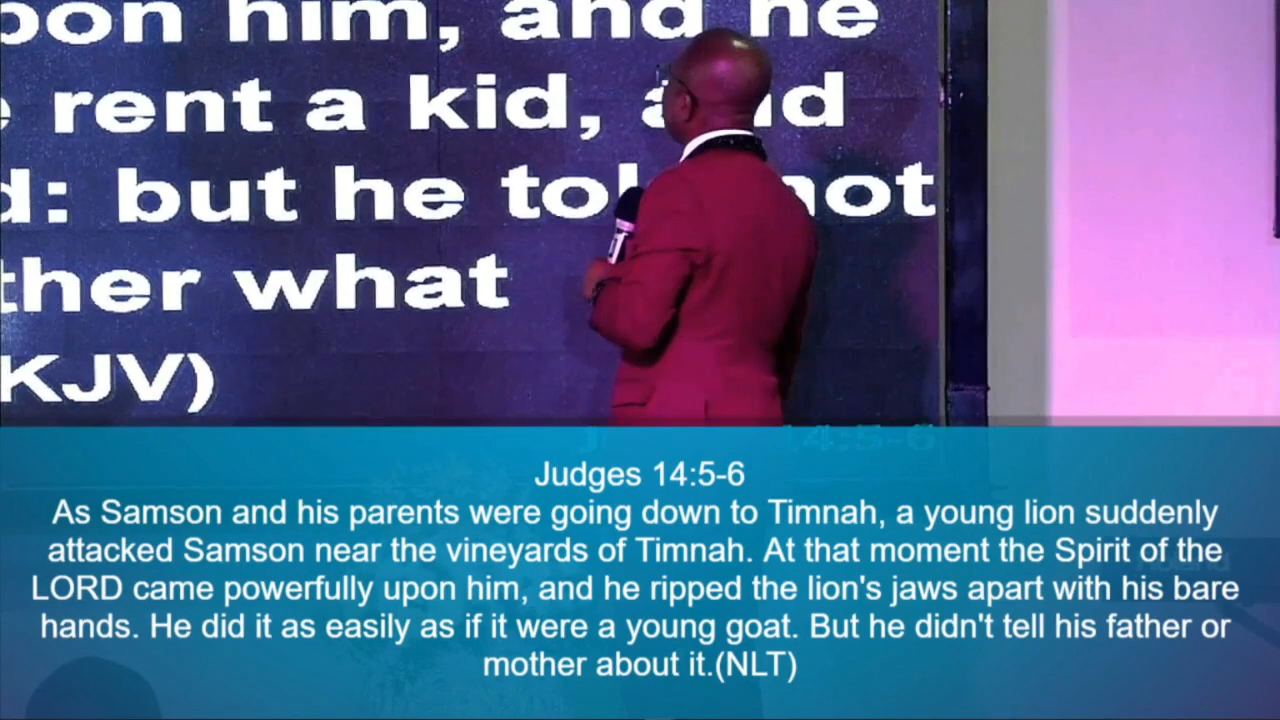 him, and he
rent a kid,
but he not
what
KJV)
14:5-6
Judges 14:5-6
As Samson and his parents were going down to Timnah, a young lion suddenly
attacked Samson near the vineyards of Timnah. At that moment the Spirit of the
LORD came powerfully upon him, and he ripped the lion's jaws apart with his bare
hands. He did it as easily as if it were a young goat. But he didn't tell his father or
mother about it.(NLT)